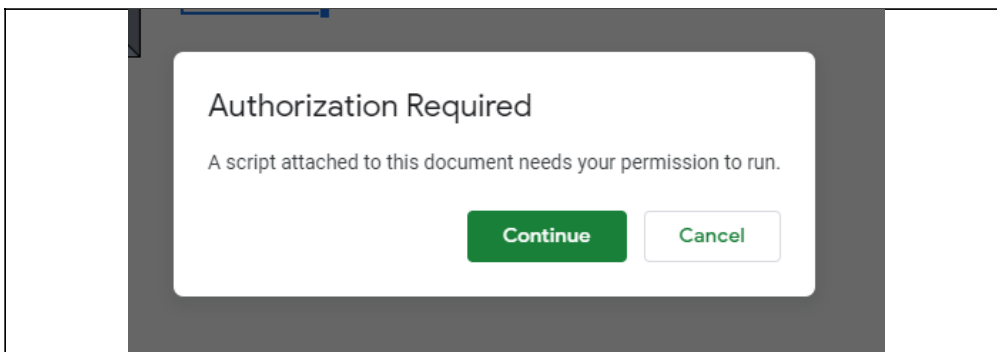 Authorization Required
A script attached to this document needs your permission to run.
Continue Cancel